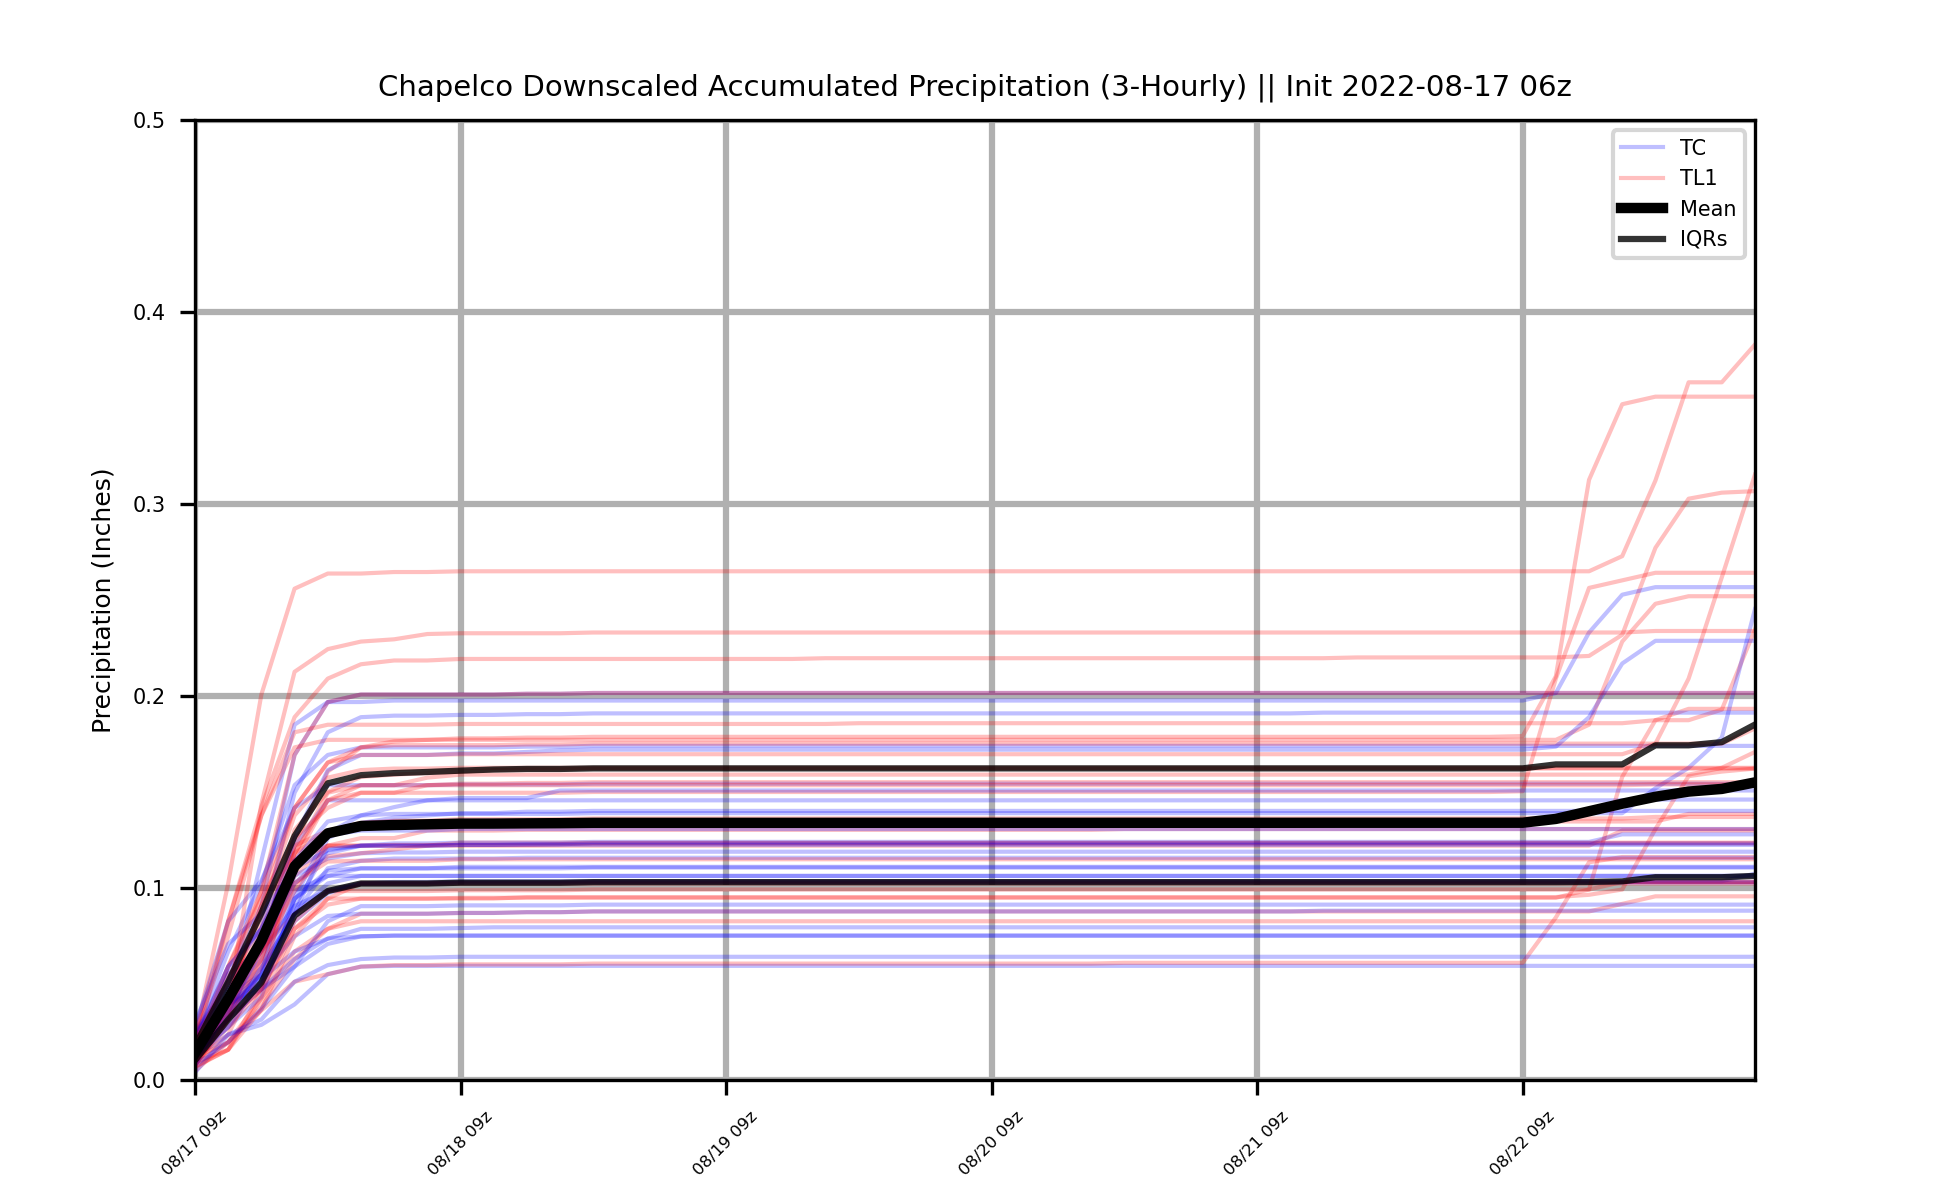 Chapelco Downscaled Accumulated Precipitation (3-Hourly) || Init 2022-08-17 06z
0.5
0.4
0.3
0.2
0.1
0.0
Precipitation (Inches)
TC
TL1
Mean
IQRs
08/17 09z
08/18 09z
08/19 09z
08/20 09z
08/21 09z
08/22 09z